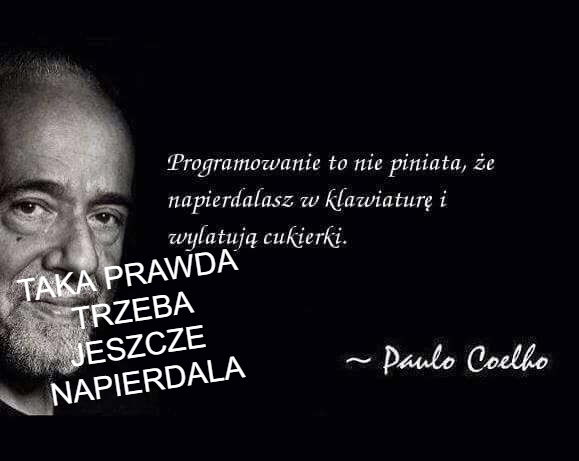 Programowanie to nie piniata, że
napierdalasz w klawiaturę i
wylatują cukierki.
TAKA PRAWDA
TRZEBA
JESZCZE
NAPIERDALA
~ Paulo Coelho